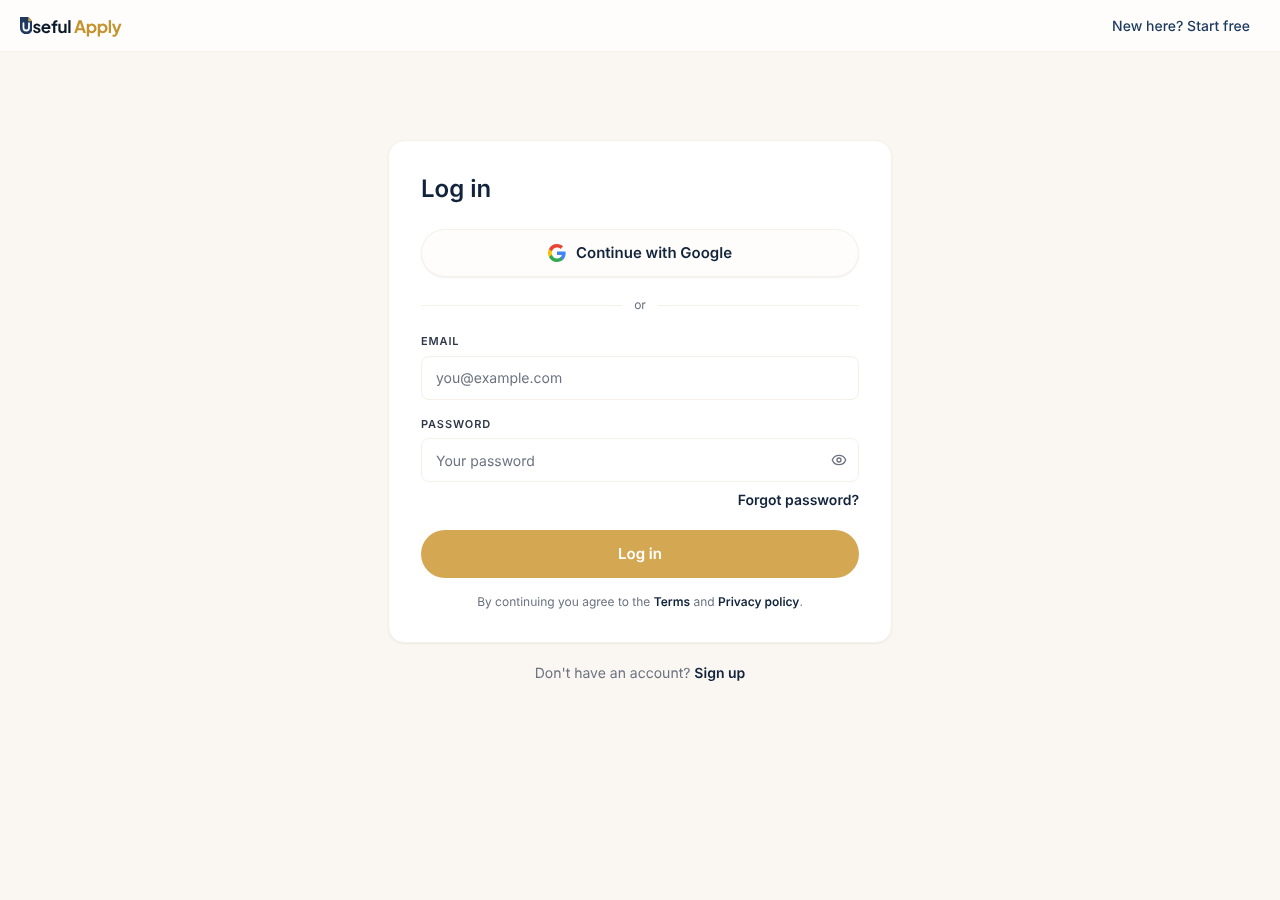 Useful Apply
New here? Start free
Log in
Continue with Google
or
EMAIL
you@example.com
PASSWORD
Your password
Forgot password?
Log in
By continuing you agree to the Terms and Privacy policy.
Don't have an account? Sign up